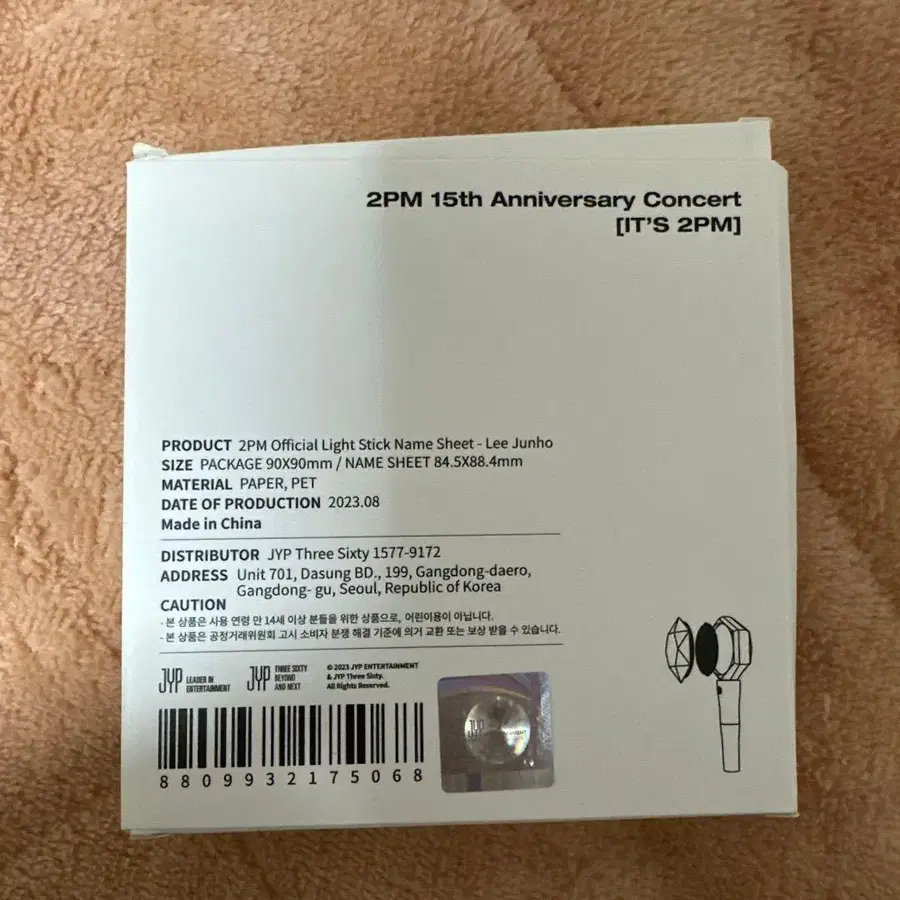 2PM 15th Anniversary Concert
[IT'S 2PM]
PRODUCT 2PM Official Light Stick Name Sheet - Lee Junho
SIZE PACKAGE 90X90mm / NAME SHEET 84.5X88.4mm
MATERIAL PAPER, PET
DATE OF PRODUCTION 2023.08
Made in China
DISTRIBUTOR JYP Three Sixty 1577-9172
ADDRESS Unit 701, Dasung BD., 199, Gangdong-daero,
Gangdong- gu, Seoul, Republic of Korea
CAUTION
- 본 상품은 사용 연령 만 14세 이상 분들을 위한 상품으로, 어린이용이 아닙니다.
- 본 상품은 공정거래위원회 고시 소비자 분쟁 해결 기준에 의거 교환 또는 보상 받을 수 있습니다.
JYP LEADER IN
ENTERTAINMENT
JYP THREE SIXTY
BEYOND
AND NEXT
© 2023 JYP ENTERTAINMENT
& JYP Three Sixty.
All Rights Reserved.
JYP
8809932175068